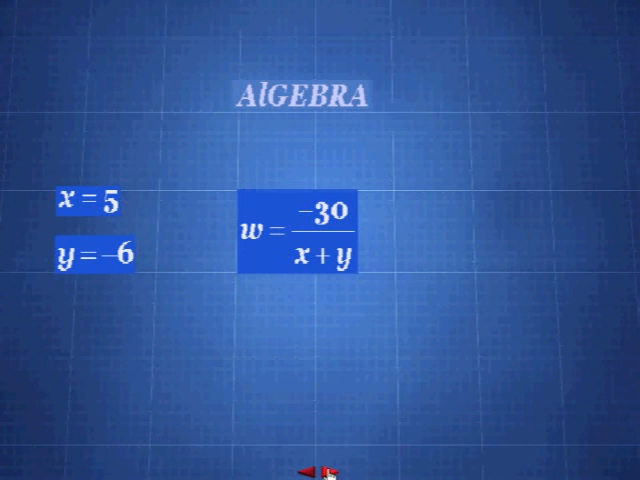 AlGEBRA
x = 5
y = –6
w = –30 / x + y